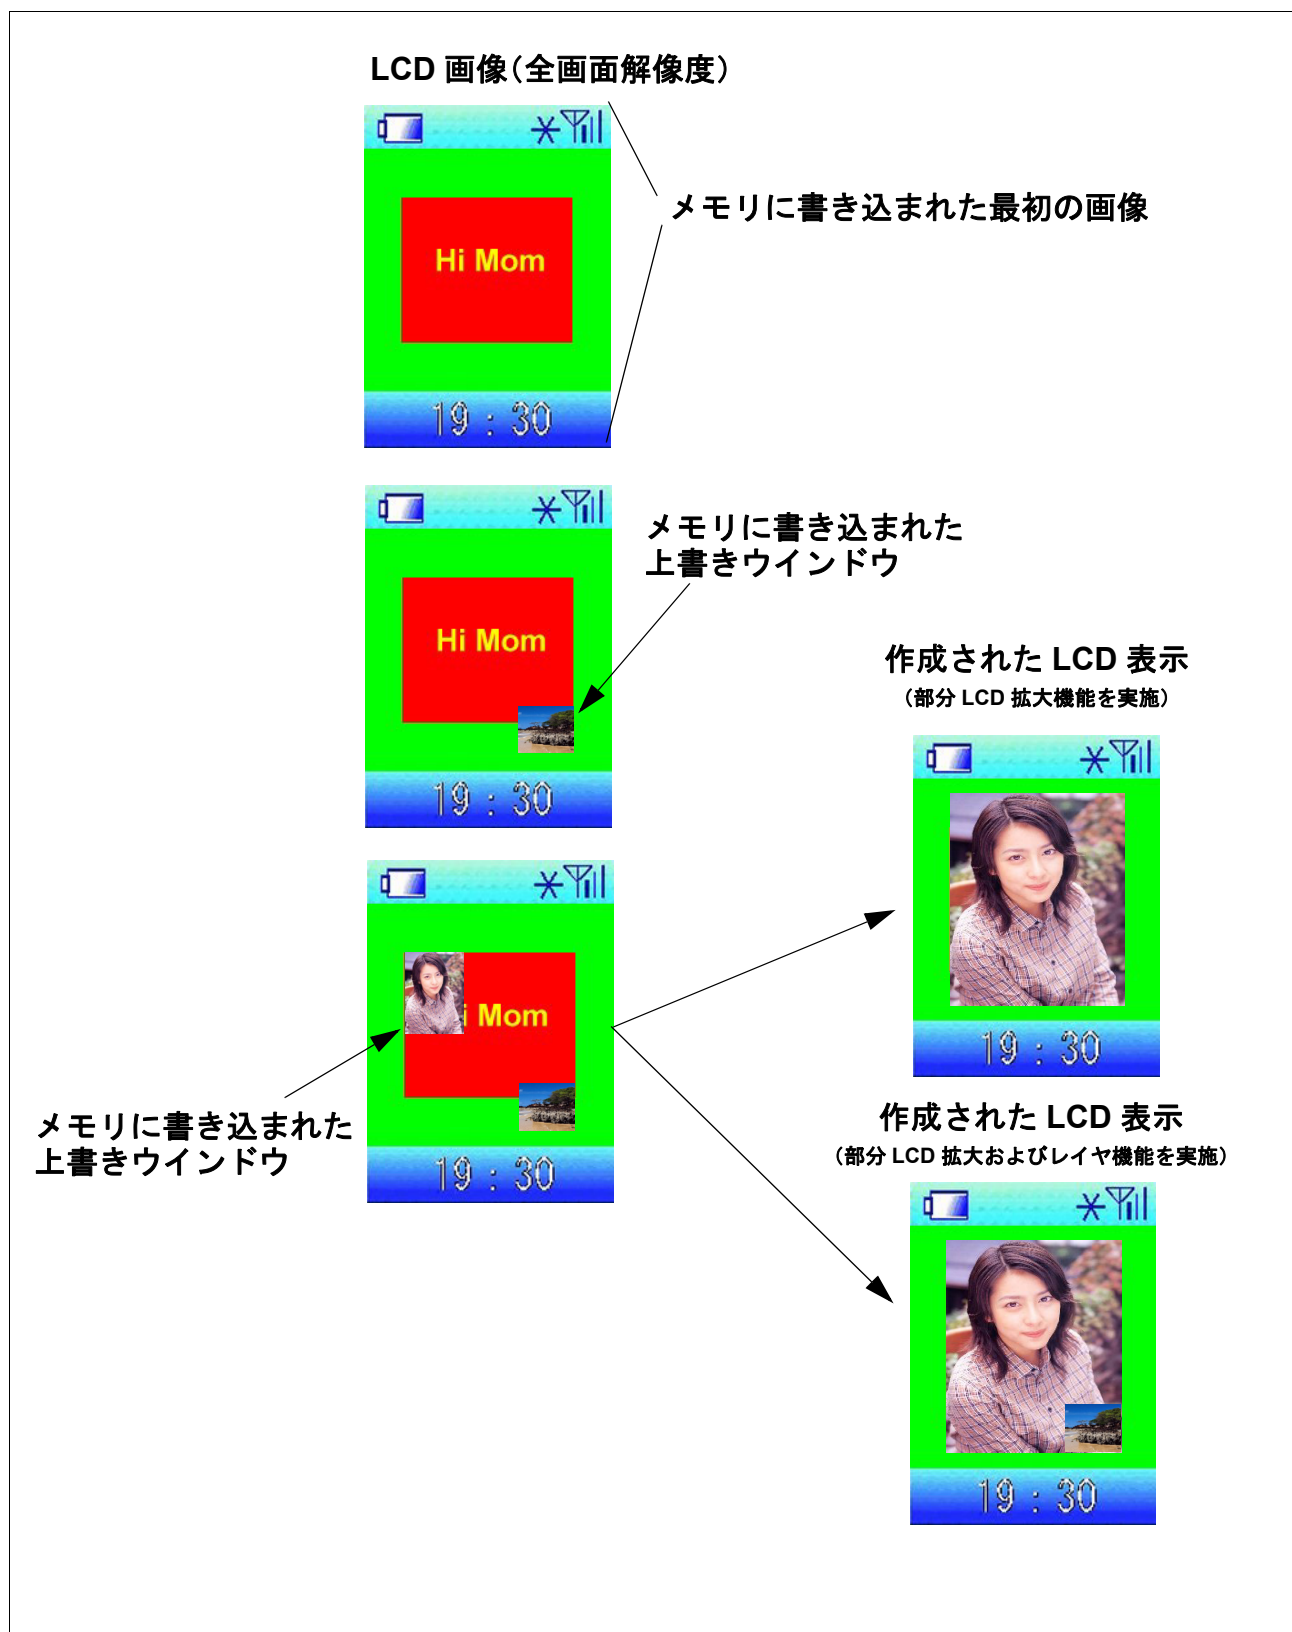 LCD 画像（全画面解像度）
メモリに書き込まれた最初の画像
Hi Mom
19 : 30
メモリに書き込まれた
上書きウインドウ
Hi Mom
19 : 30
作成された LCD 表示
（部分 LCD 拡大機能を実施）
19 : 30
i Mom
メモリに書き込まれた
上書きウインドウ
19 : 30
作成された LCD 表示
（部分 LCD 拡大およびレイヤ機能を実施）
19 : 30